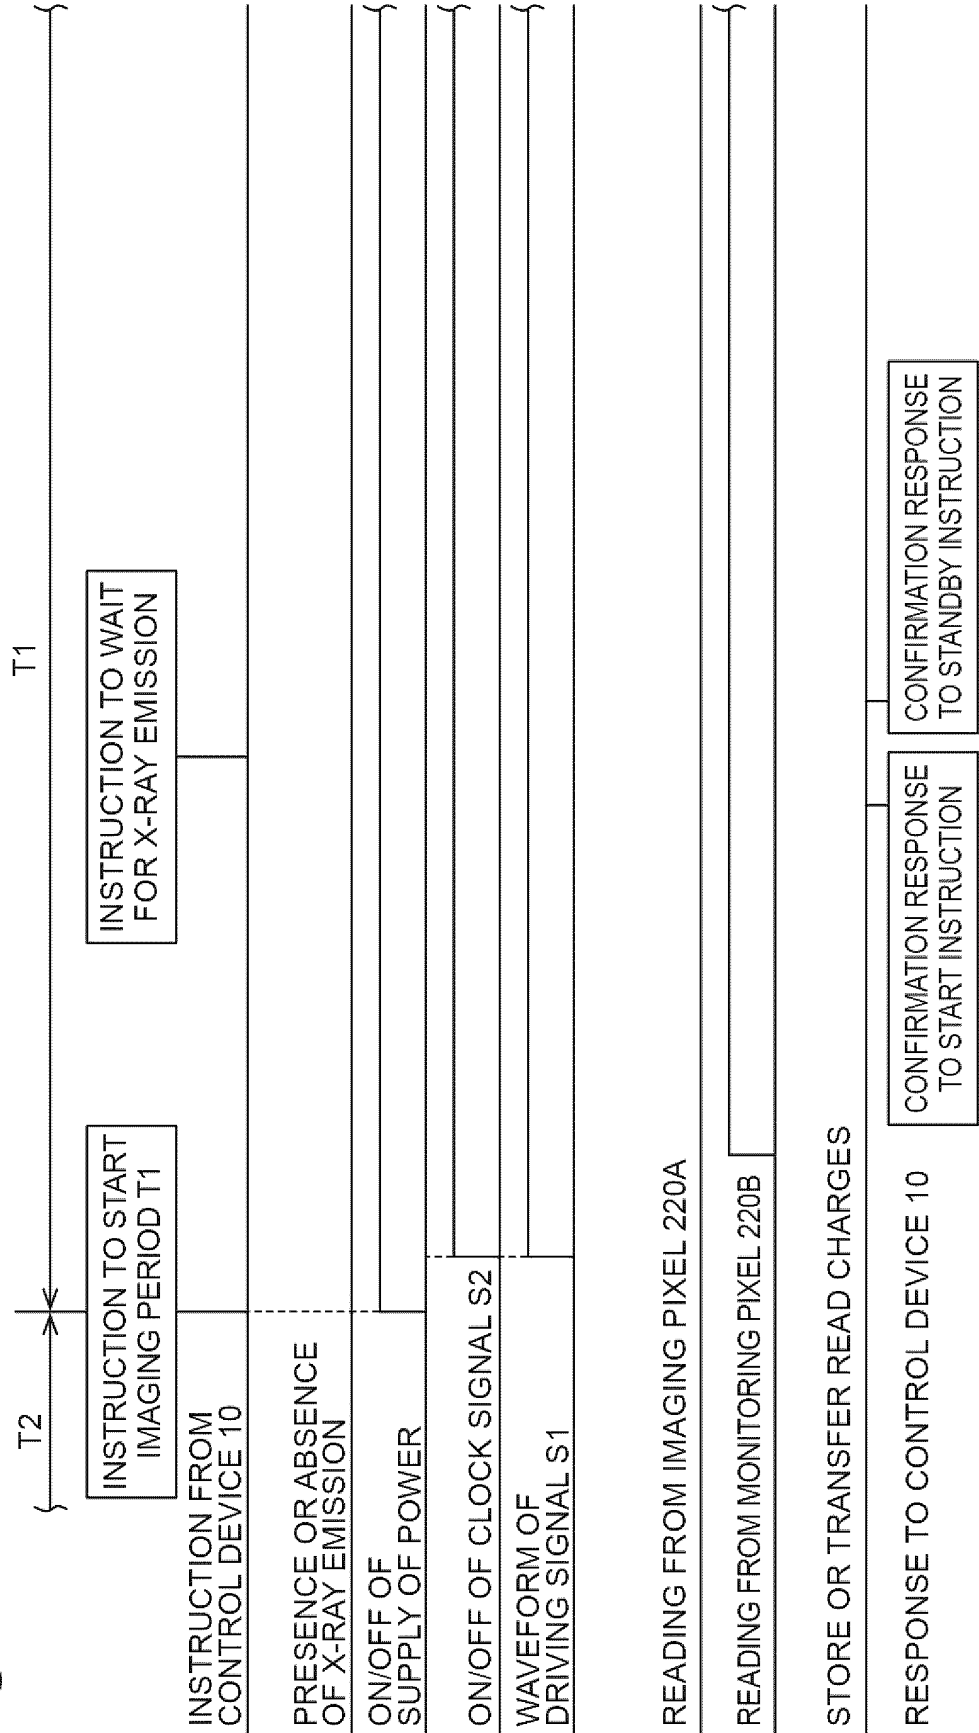 T2
T1
INSTRUCTION TO START
IMAGING PERIOD T1
INSTRUCTION TO WAIT
FOR X-RAY EMISSION
INSTRUCTION FROM
CONTROL DEVICE 10
PRESENCE OR ABSENCE
OF X-RAY EMISSION
ON/OFF OF
SUPPLY OF POWER
ON/OFF OF CLOCK SIGNAL S2
WAVEFORM OF
DRIVING SIGNAL S1
READING FROM IMAGING PIXEL 220A
READING FROM MONITORING PIXEL 220B
STORE OR TRANSFER READ CHARGES
RESPONSE TO CONTROL DEVICE 10
CONFIRMATION RESPONSE
TO START INSTRUCTION
CONFIRMATION RESPONSE
TO STANDBY INSTRUCTION